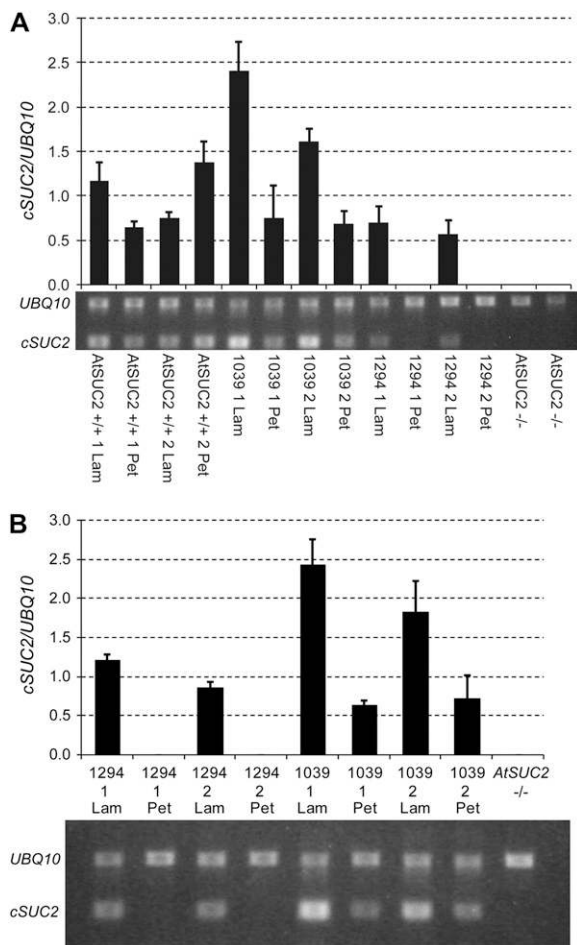 A
cSUC2/UBQ10
3.0
2.5
2.0
1.5
1.0
0.5
0.0
UBQ10
cSUC2
AtSUC2 +/+ 1 Lam
AtSUC2 +/+ 1 Pet
AtSUC2 +/+ 2 Lam
AtSUC2 +/+ 2 Pet
1039 1 Lam
1039 1 Pet
1039 2 Lam
1039 2 Pet
1294 1 Lam
1294 1 Pet
1294 2 Lam
1294 2 Pet
AtSUC2 -/-
AtSUC2 -/-
B
cSUC2/UBQ10
3.0
2.5
2.0
1.5
1.0
0.5
0.0
1294 1294 1294 1294 1039 1039 1039 1039 AtSUC2
1 1 2 2 1 1 2 2 -/-
Lam Pet Lam Pet Lam Pet Lam Pet
UBQ10
cSUC2